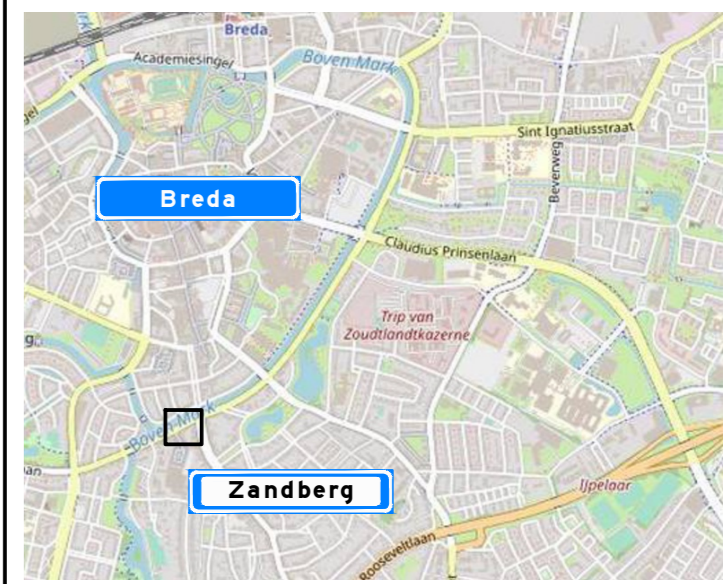 Breda
Boven Mark
Academiesingel
Sint Ignatiusstraat
Beverweg
Breda
Claudius Prinsenlaan
Trip van
Zoudtlandtkazerne
Boven Mark
Zandberg
Ijpelaar
Rooseveltlaan